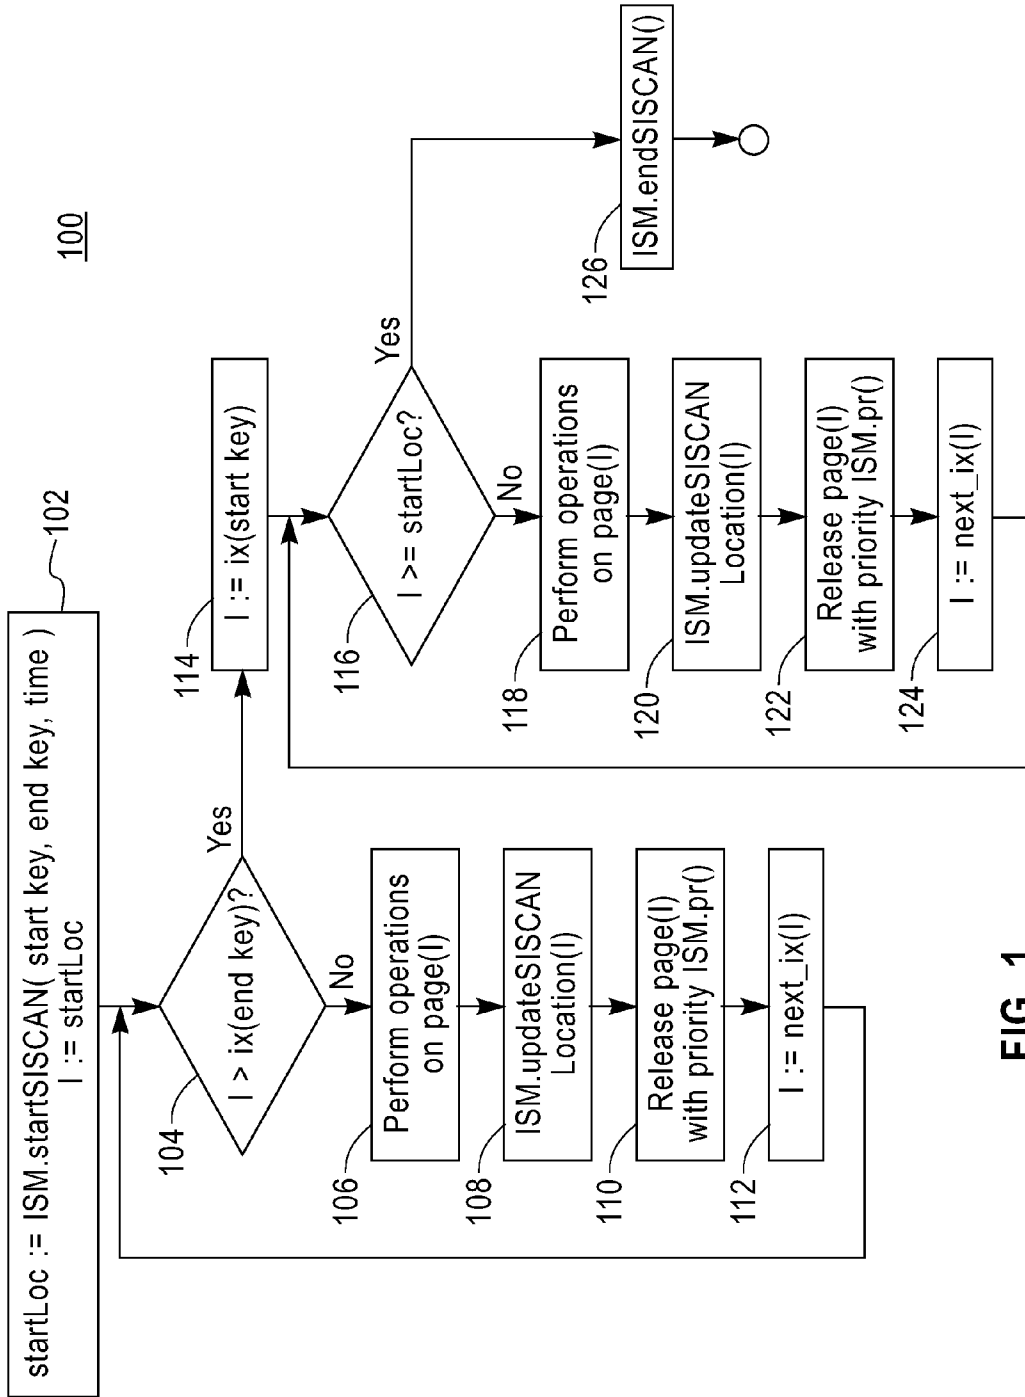 100
startLoc := ISM.startSISCAN( start key, end key, time )
l := startLoc
102
104
l > ix(end key)?
Yes
No
106
Perform operations
on page(l)
108
ISM.updateSISCAN
Location(l)
110
Release page(l)
with priority ISM.pr()
112
l := next_ix(l)
114
l := ix(start key)
116
l >= startLoc?
Yes
No
118
Perform operations
on page(l)
120
ISM.updateSISCAN
Location(l)
122
Release page(l)
with priority ISM.pr()
124
l := next_ix(l)
126
ISM.endSISCAN()
FIG. 1